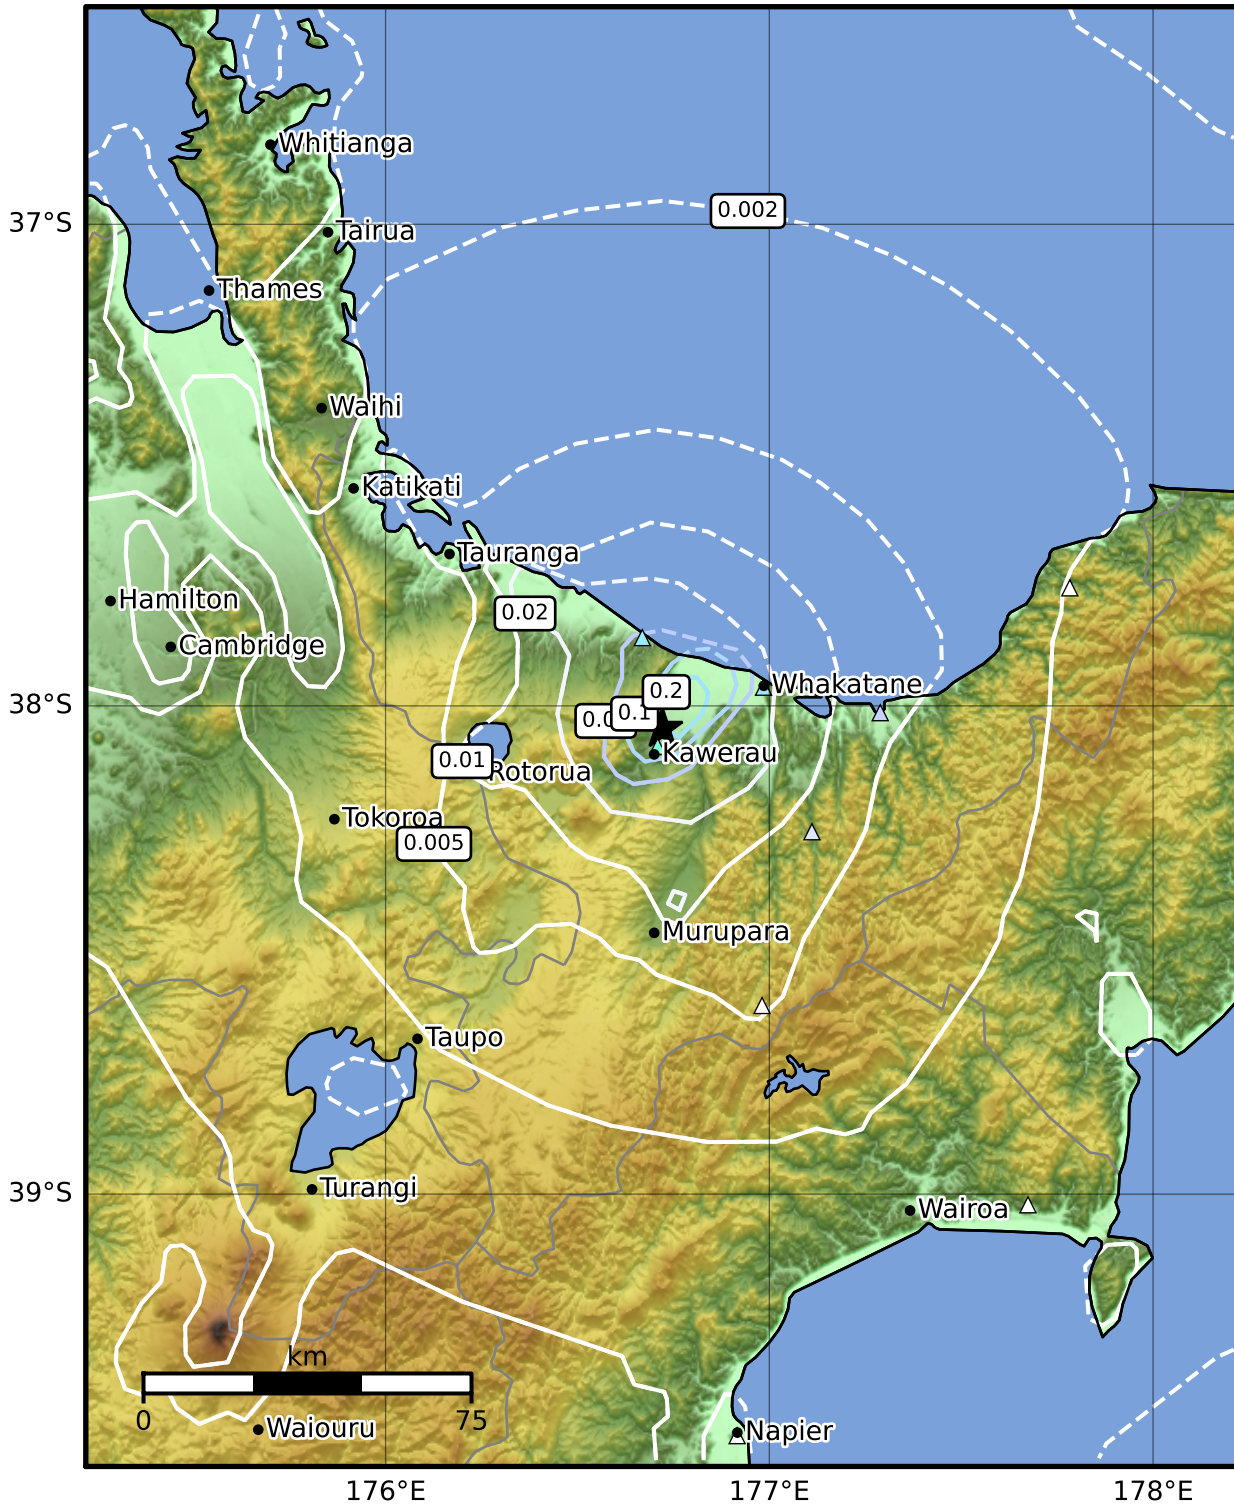 0.002
37°S
Whitianga
Tairua
Thames
Waihi
Katikati
Tauranga
Hamilton
0.02
Cambridge
38°S
Whakatane
0.2
0.1
Kawerau
0.01
Rotorua
Tokoroa
0.005
Murupara
Taupo
39°S
Turangi
Wairoa
km
0
75
Waiouru
Napier
176°E
177°E
178°E